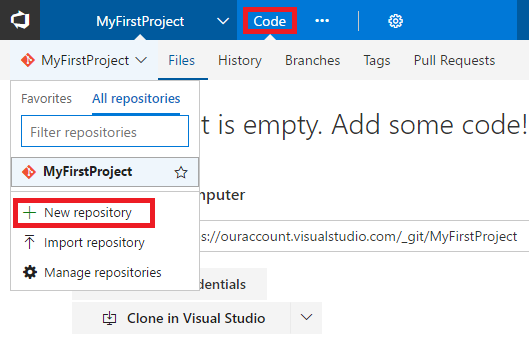 MyFirstProject Code
MyFirstProject Files History Branches Tags Pull Requests
Favorites All repositories
Filter repositories
t is empty. Add some code!
MyFirstProject
mputer
New repository
s://ouraccount.visualstudio.com/_git/MyFirstProject
Import repository
Manage repositories
dentials
Clone in Visual Studio